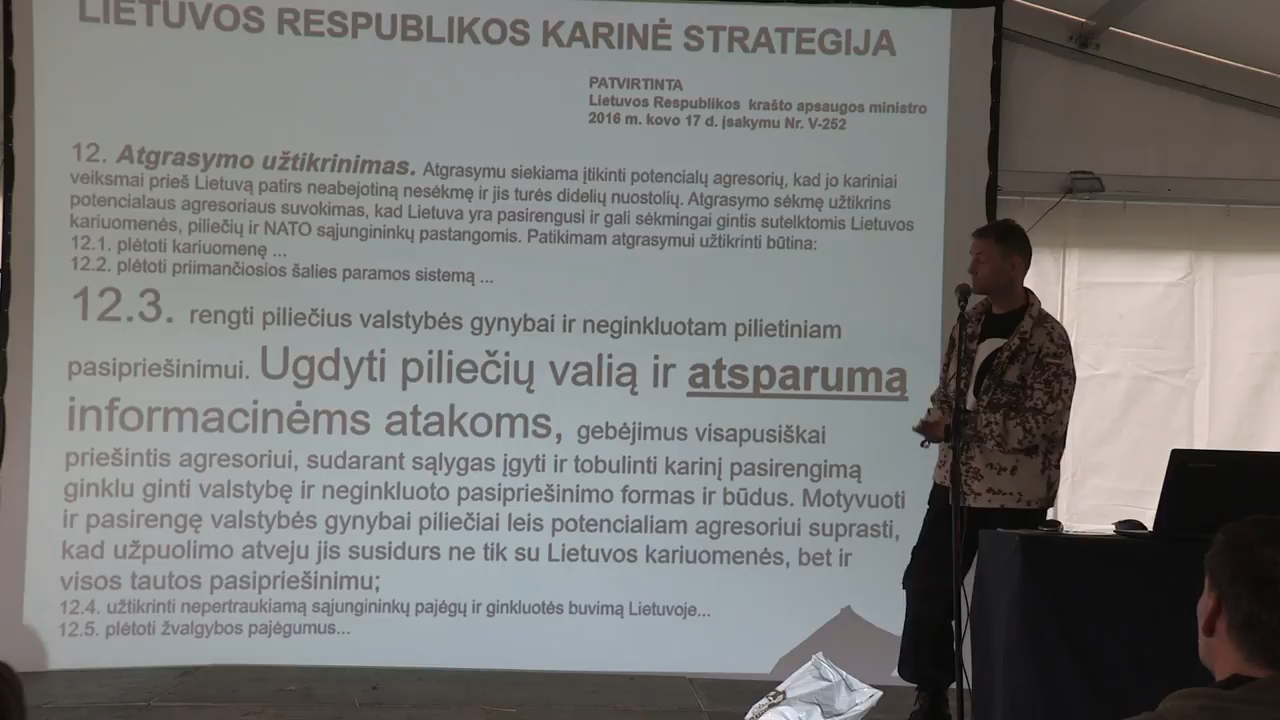 LIETUVOS RESPUBLIKOS KARINĖ STRATEGIJA
PATVIRTINTA
Lietuvos Respublikos krašto apsaugos ministro
2016 m. kovo 17 d. įsakymu Nr. V-252
12. Atgrasymo užtikrinimas. Atgrasymu siekiama įtikinti potencialų agresorių, kad jo kariniai
veiksmai prieš Lietuvą patirs neabejotiną nesėkmę ir jis turės didelių nuostolių. Atgrasymo sėkmę užtikrins
potencialaus agresoriaus suvokimas, kad Lietuva yra pasirengusi ir gali sėkmingai gintis sutelktomis Lietuvos
kariuomenės, piliečių ir NATO sąjungininkų pastangomis. Patikimam atgrasymui užtikrinti būtina:
12.1. plėtoti kariuomenę ...
12.2. plėtoti priimančiosios šalies paramos sistemą ...
12.3. rengti piliečius valstybės gynybai ir neginkluotam pilietiniam
pasipriešinimui. Ugdyti piliečių valią ir atsparumą
informacinėms atakoms, gebėjimus visapusiškai
priešintis agresoriui, sudarant sąlygas įgyti ir tobulinti karinį pasirengimą
ginklu ginti valstybę ir neginkluoto pasipriešinimo formas ir būdus. Motyvuoti
ir pasirengę valstybės gynybai piliečiai leis potencialiam agresoriui suprasti,
kad užpuolimo atveju jis susidurs ne tik su Lietuvos kariuomenės, bet ir
visos tautos pasipriešinimu;
12.4. užtikrinti nepertraukiamą sąjungininkų pajėgų ir ginkluotės buvimą Lietuvoje...
12.5. plėtoti žvalgybos pajėgumus...